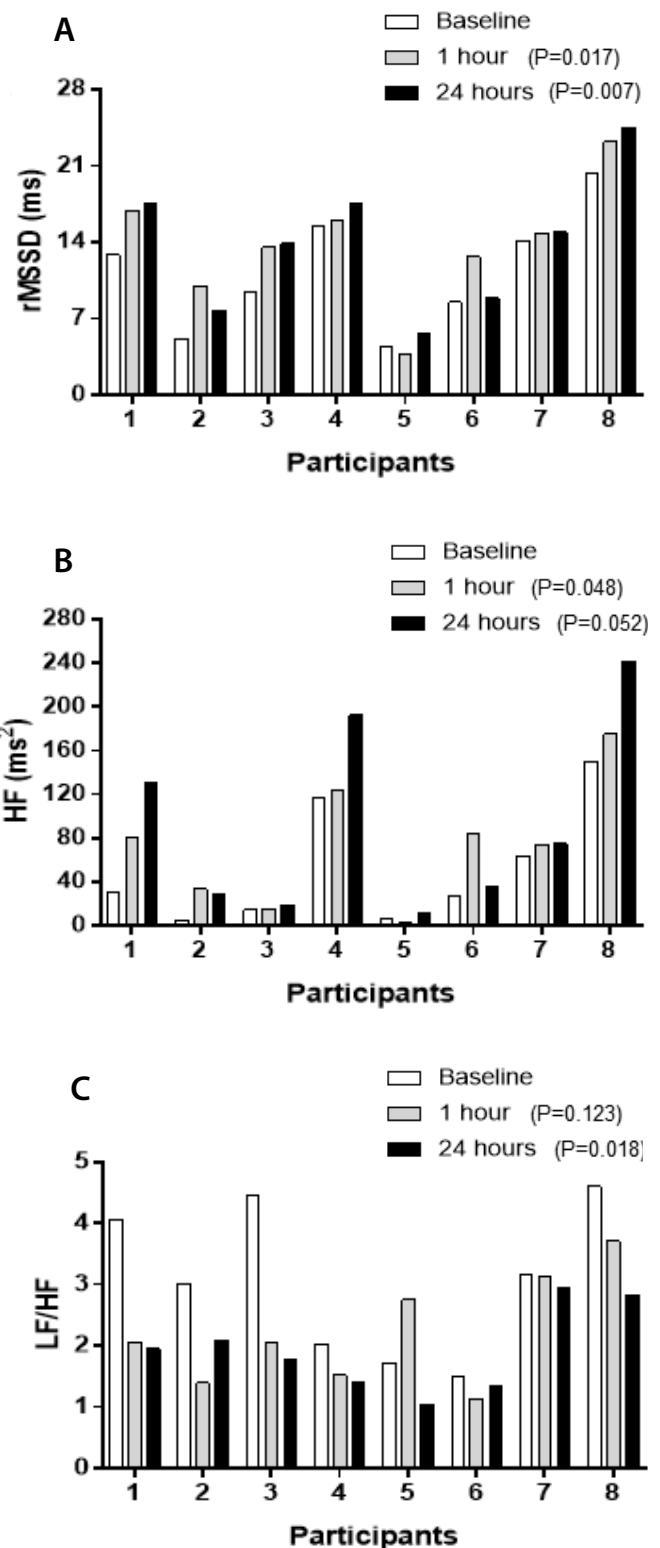 A
Baseline
1 hour (P=0.017)
24 hours (P=0.007)
28
21
14
7
0
rMSSD (ms)
1 2 3 4 5 6 7 8
Participants
B
Baseline
1 hour (P=0.048)
24 hours (P=0.052)
280
240
200
160
120
80
40
0
HF (ms²)
1 2 3 4 5 6 7 8
Participants
C
Baseline
1 hour (P=0.123)
24 hours (P=0.018)
5
4
3
2
1
0
LF/HF
1 2 3 4 5 6 7 8
Participants